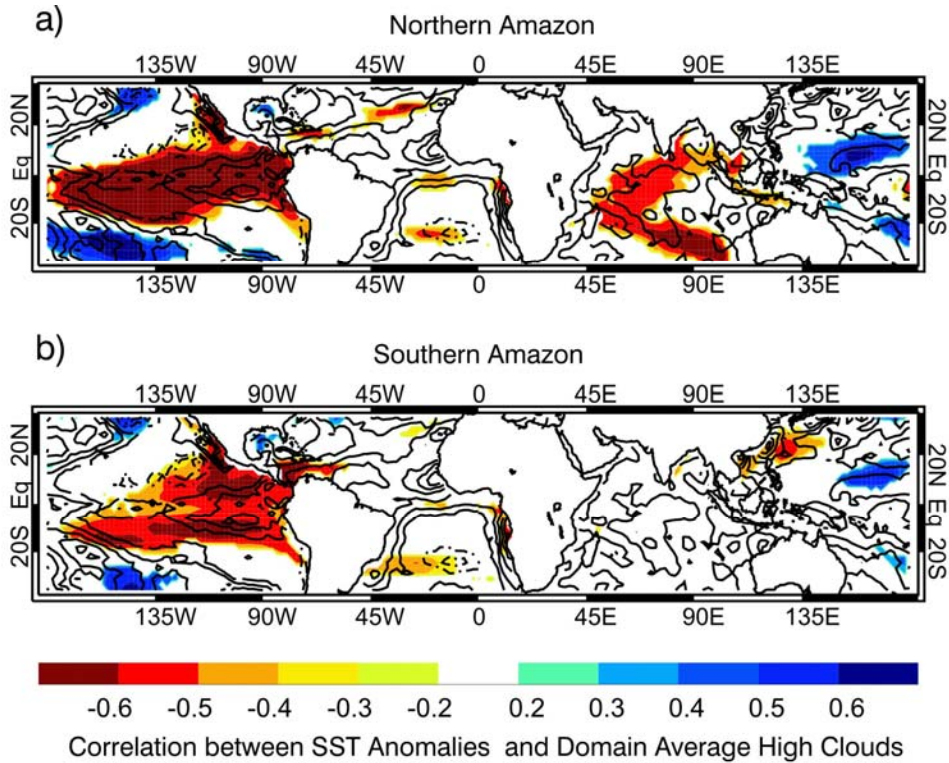 a)
Northern Amazon
135W 90W 45W 0 45E 90E 135E
20N 20N
Eq Eq
20S 20S
135W 90W 45W 0 45E 90E 135E
b)
Southern Amazon
135W 90W 45W 0 45E 90E 135E
20N 20N
Eq Eq
20S 20S
135W 90W 45W 0 45E 90E 135E
-0.6 -0.5 -0.4 -0.3 -0.2 0.2 0.3 0.4 0.5 0.6
Correlation between SST Anomalies and Domain Average High Clouds